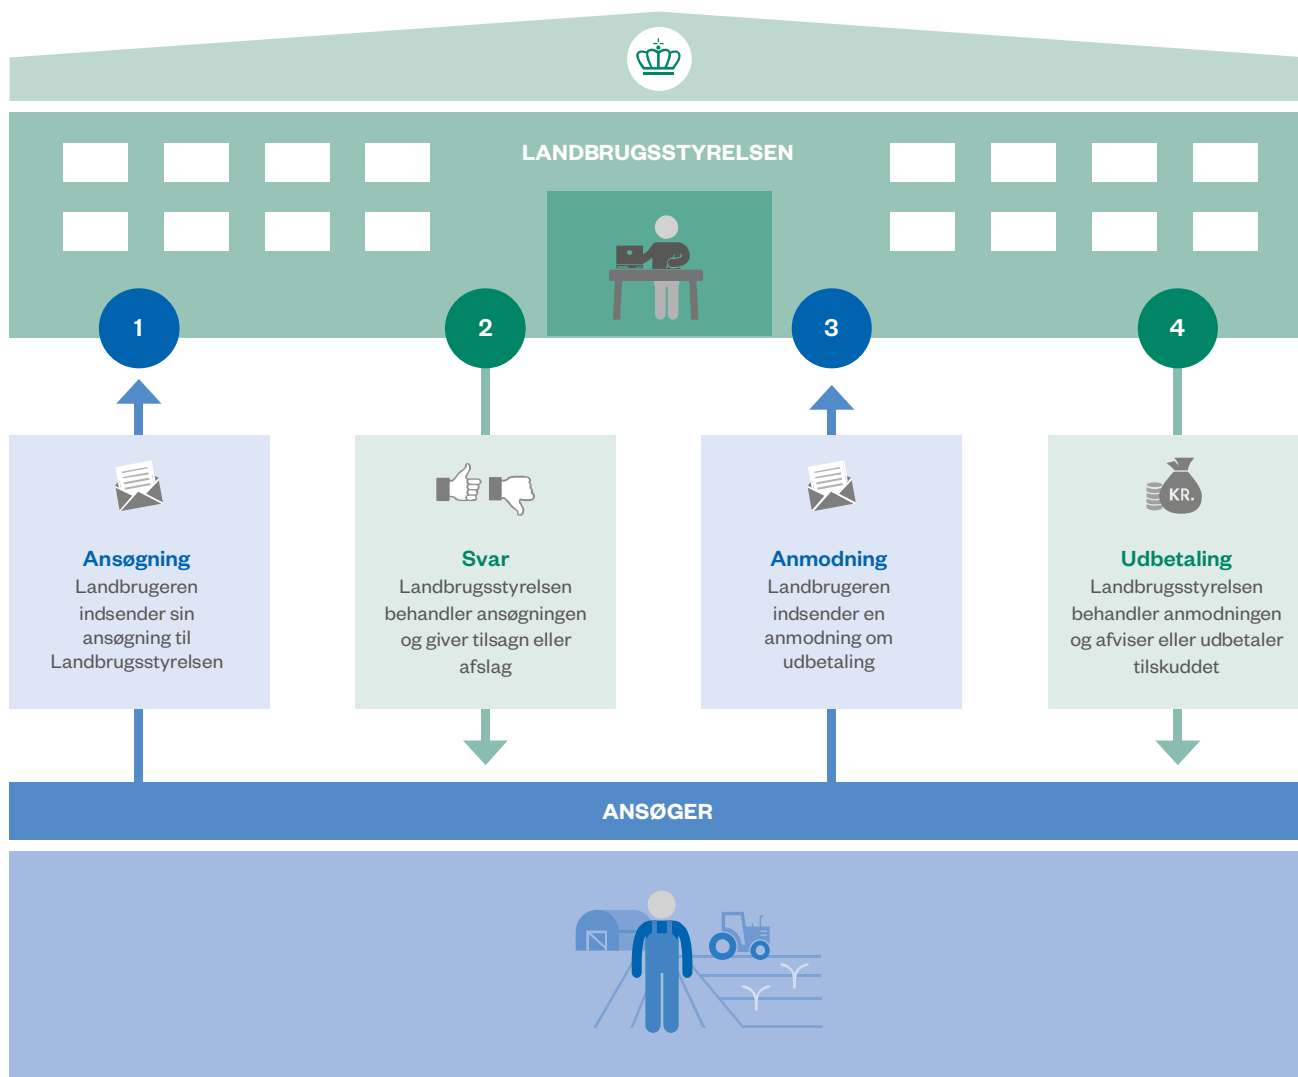 LANDBRUGSSTYRELSEN
1
2
3
4
Ansøgning
Landbrugeren
indsender sin
ansøgning til
Landbrugsstyrelsen
Svar
Landbrugsstyrelsen
behandler ansøgningen
og giver tilsagn eller
afslag
Anmodning
Landbrugeren
indsender en
anmodning om
udbetaling
KR.
Udbetaling
Landbrugsstyrelsen
behandler anmodningen
og afviser eller udbetaler
tilskuddet
ANSØGER